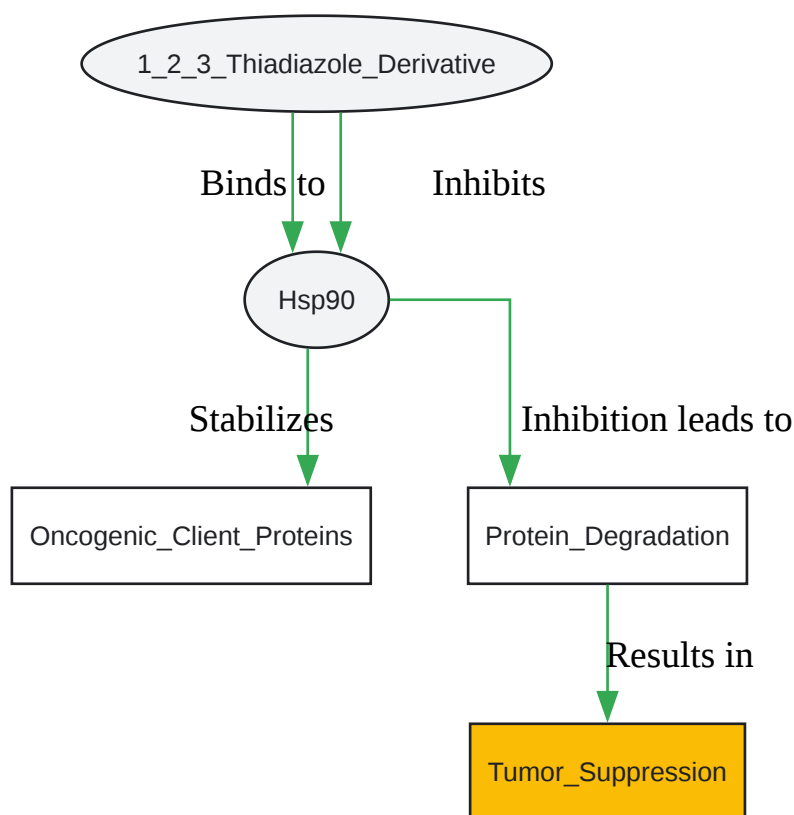 1_2_3_Thiadiazole_Derivative
Binds to
Inhibits
Hsp90
Stabilizes
Inhibition leads to
Oncogenic_Client_Proteins
Protein_Degradation
Results in
Tumor_Suppression